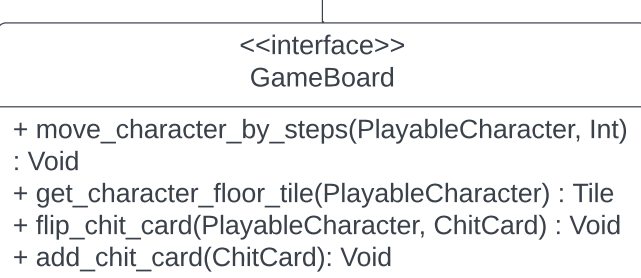 <<interface>>
GameBoard
+ move_character_by_steps(PlayableCharacter, Int)
: Void
+ get_character_floor_tile(PlayableCharacter) : Tile
+ flip_chit_card(PlayableCharacter, ChitCard) : Void
+ add_chit_card(ChitCard): Void